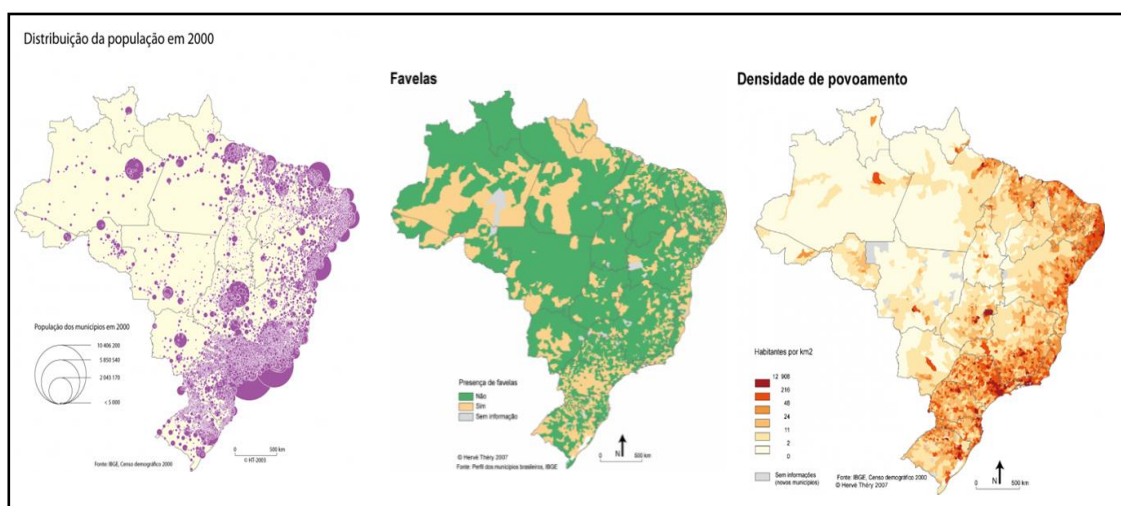 Distribuição da população em 2000
População dos municípios em 2000
10 406 200
5 850 540
2 643 170
< 5 000
0 500 km
© HT-2003
Fonte: IBGE, Censo demográfico 2000
Favelas
Presença de favelas
Não
Sim
Sem informação
© Hervé Théry 2007
Fonte: Perfil dos municípios brasileiros, IBGE
N
0 500 km
Densidade de povoamento
Habitantes por km2
12 908
216
48
24
11
2
0
Sem informações
(novos municípios)
Fonte: IBGE, Censo demográfico 2000
© Hervé Théry 2007
N
0 500 km